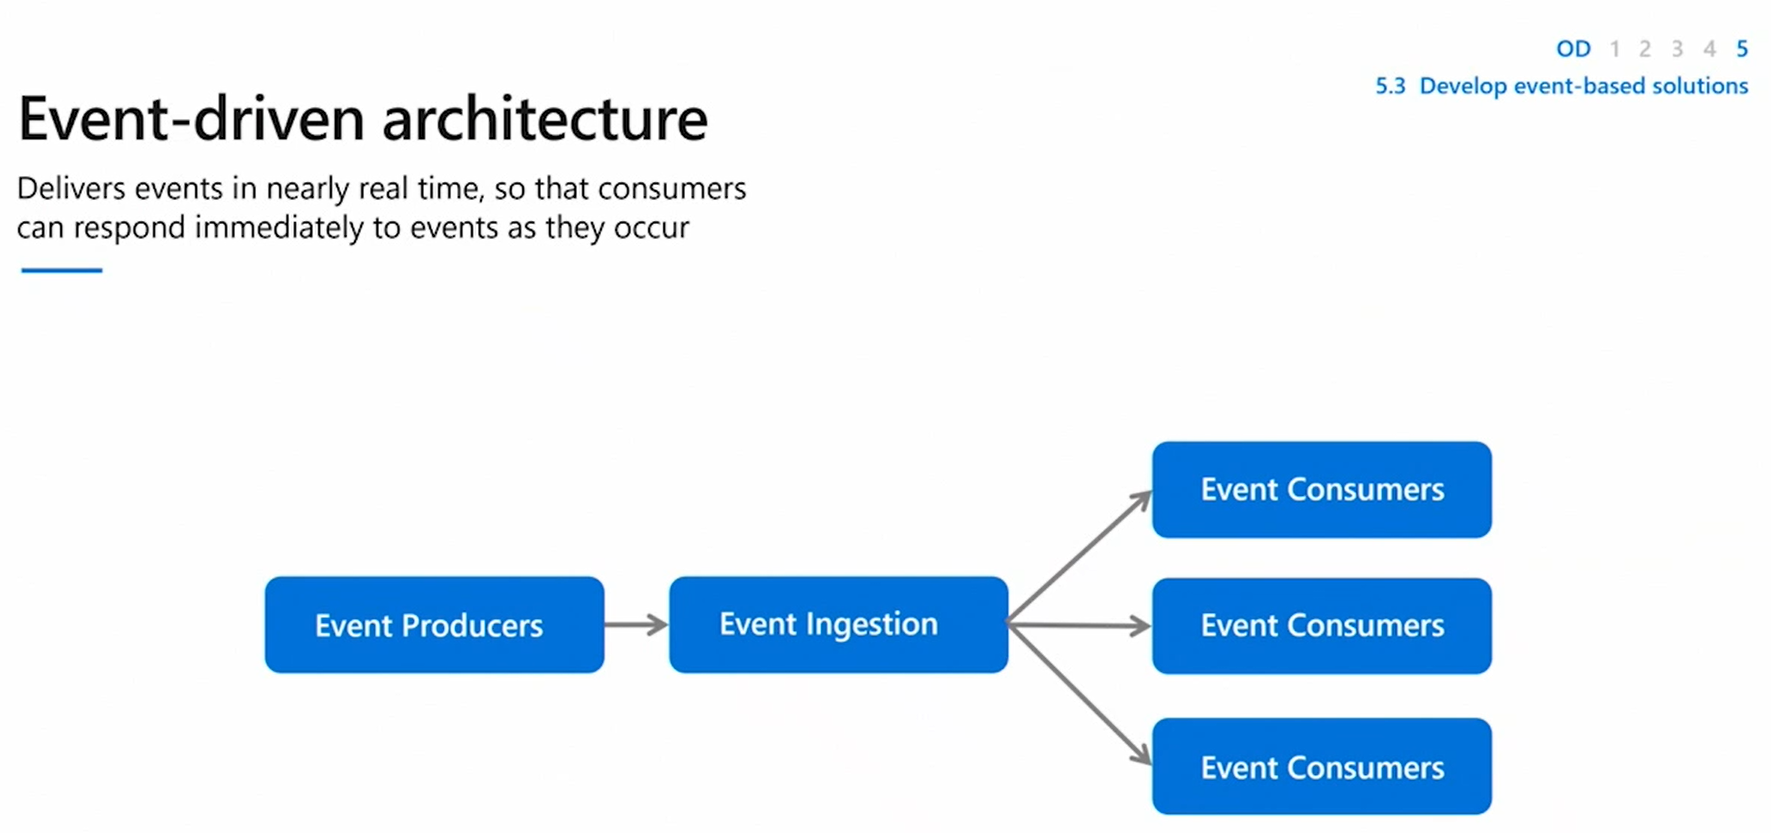 OD 1 2 3 4 5
5.3 Develop event-based solutions
Event-driven architecture
Delivers events in nearly real time, so that consumers
can respond immediately to events as they occur
Event Producers
Event Ingestion
Event Consumers
Event Consumers
Event Consumers